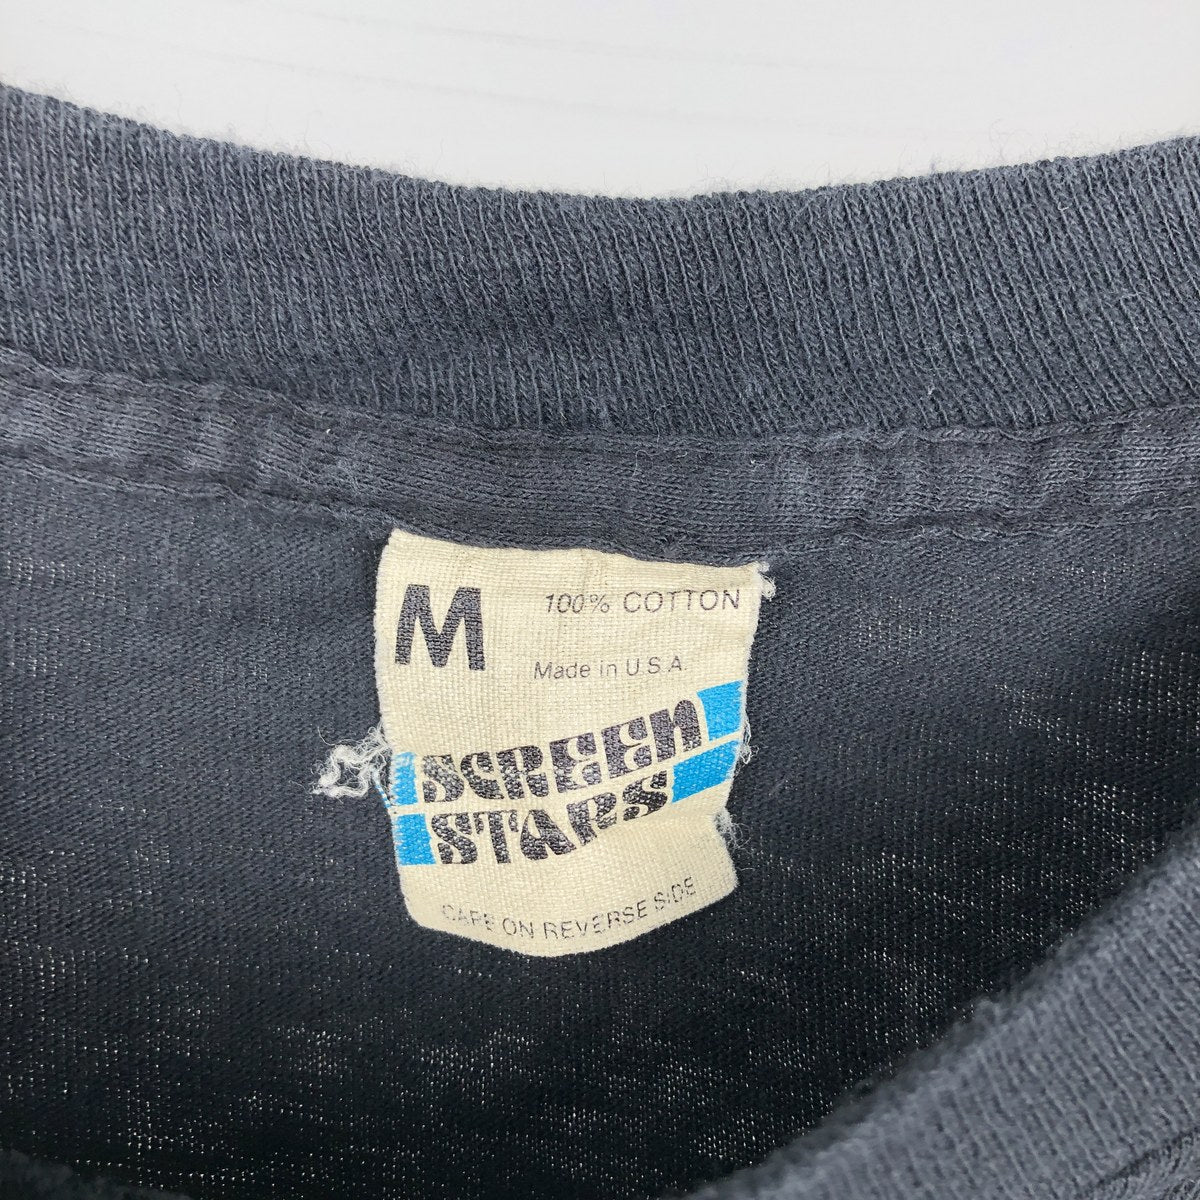 M
100% COTTON
Made in U.S.A.
SCREEN
STARS
CARE ON REVERSE SIDE